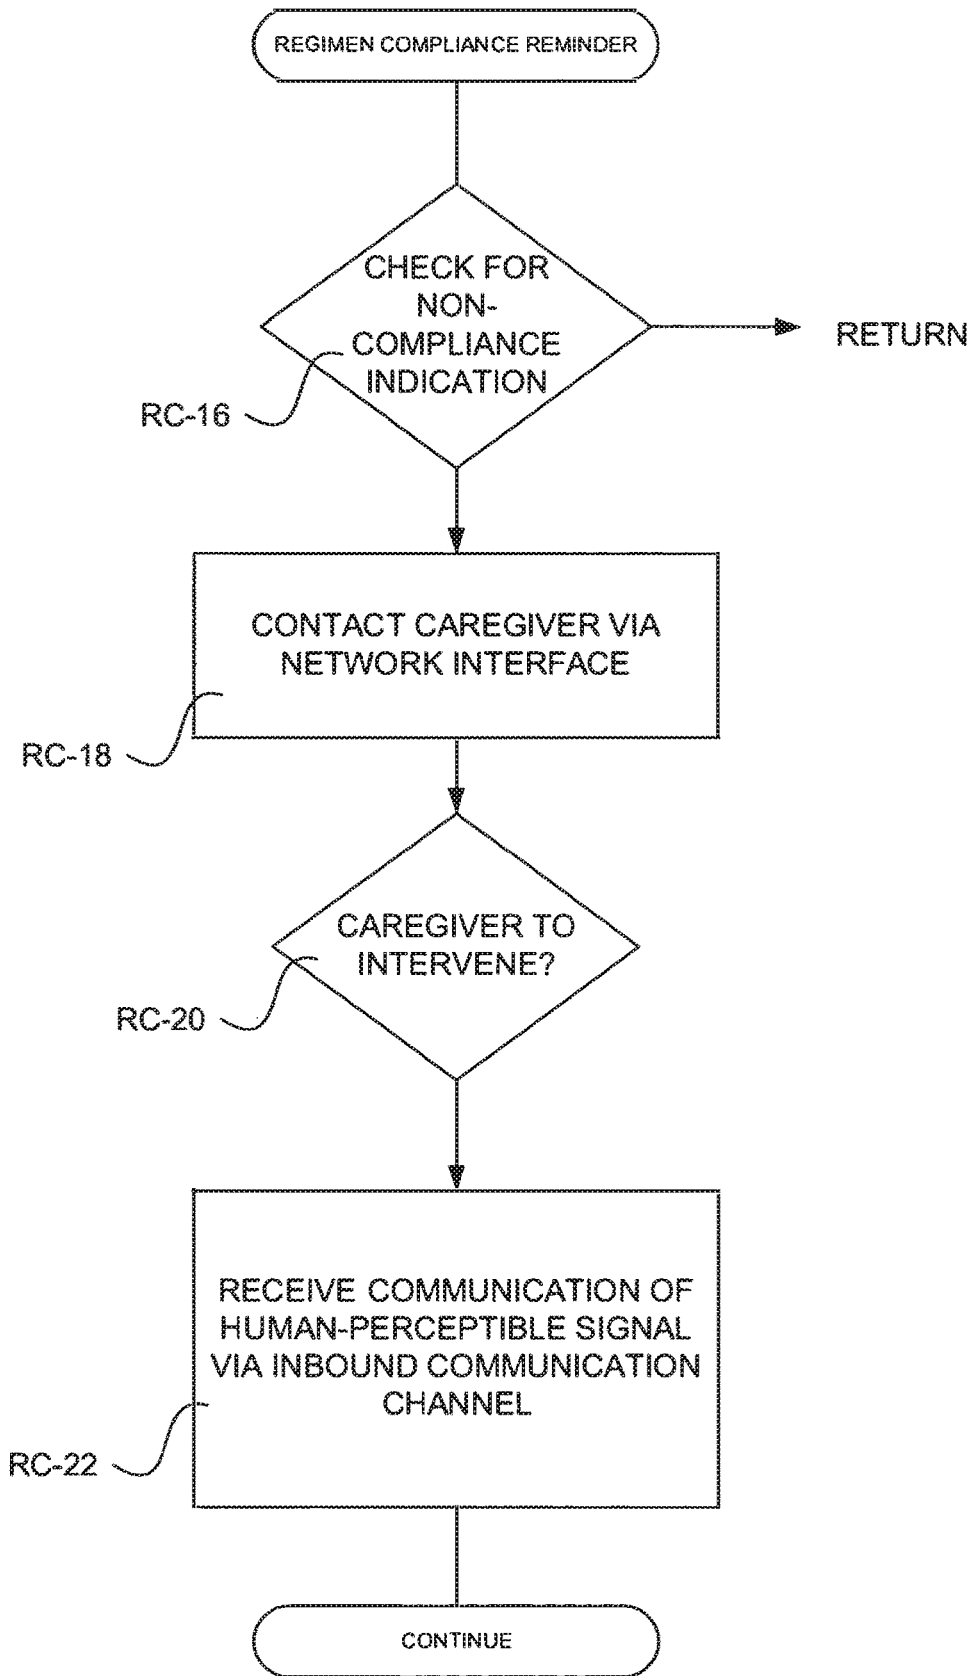 REGIMEN COMPLIANCE REMINDER
CHECK FOR
NON-
COMPLIANCE
INDICATION
RETURN
RC-16
CONTACT CAREGIVER VIA
NETWORK INTERFACE
RC-18
CAREGIVER TO
INTERVENE?
RC-20
RECEIVE COMMUNICATION OF
HUMAN-PERCEPTIBLE SIGNAL
VIA INBOUND COMMUNICATION
CHANNEL
RC-22
CONTINUE